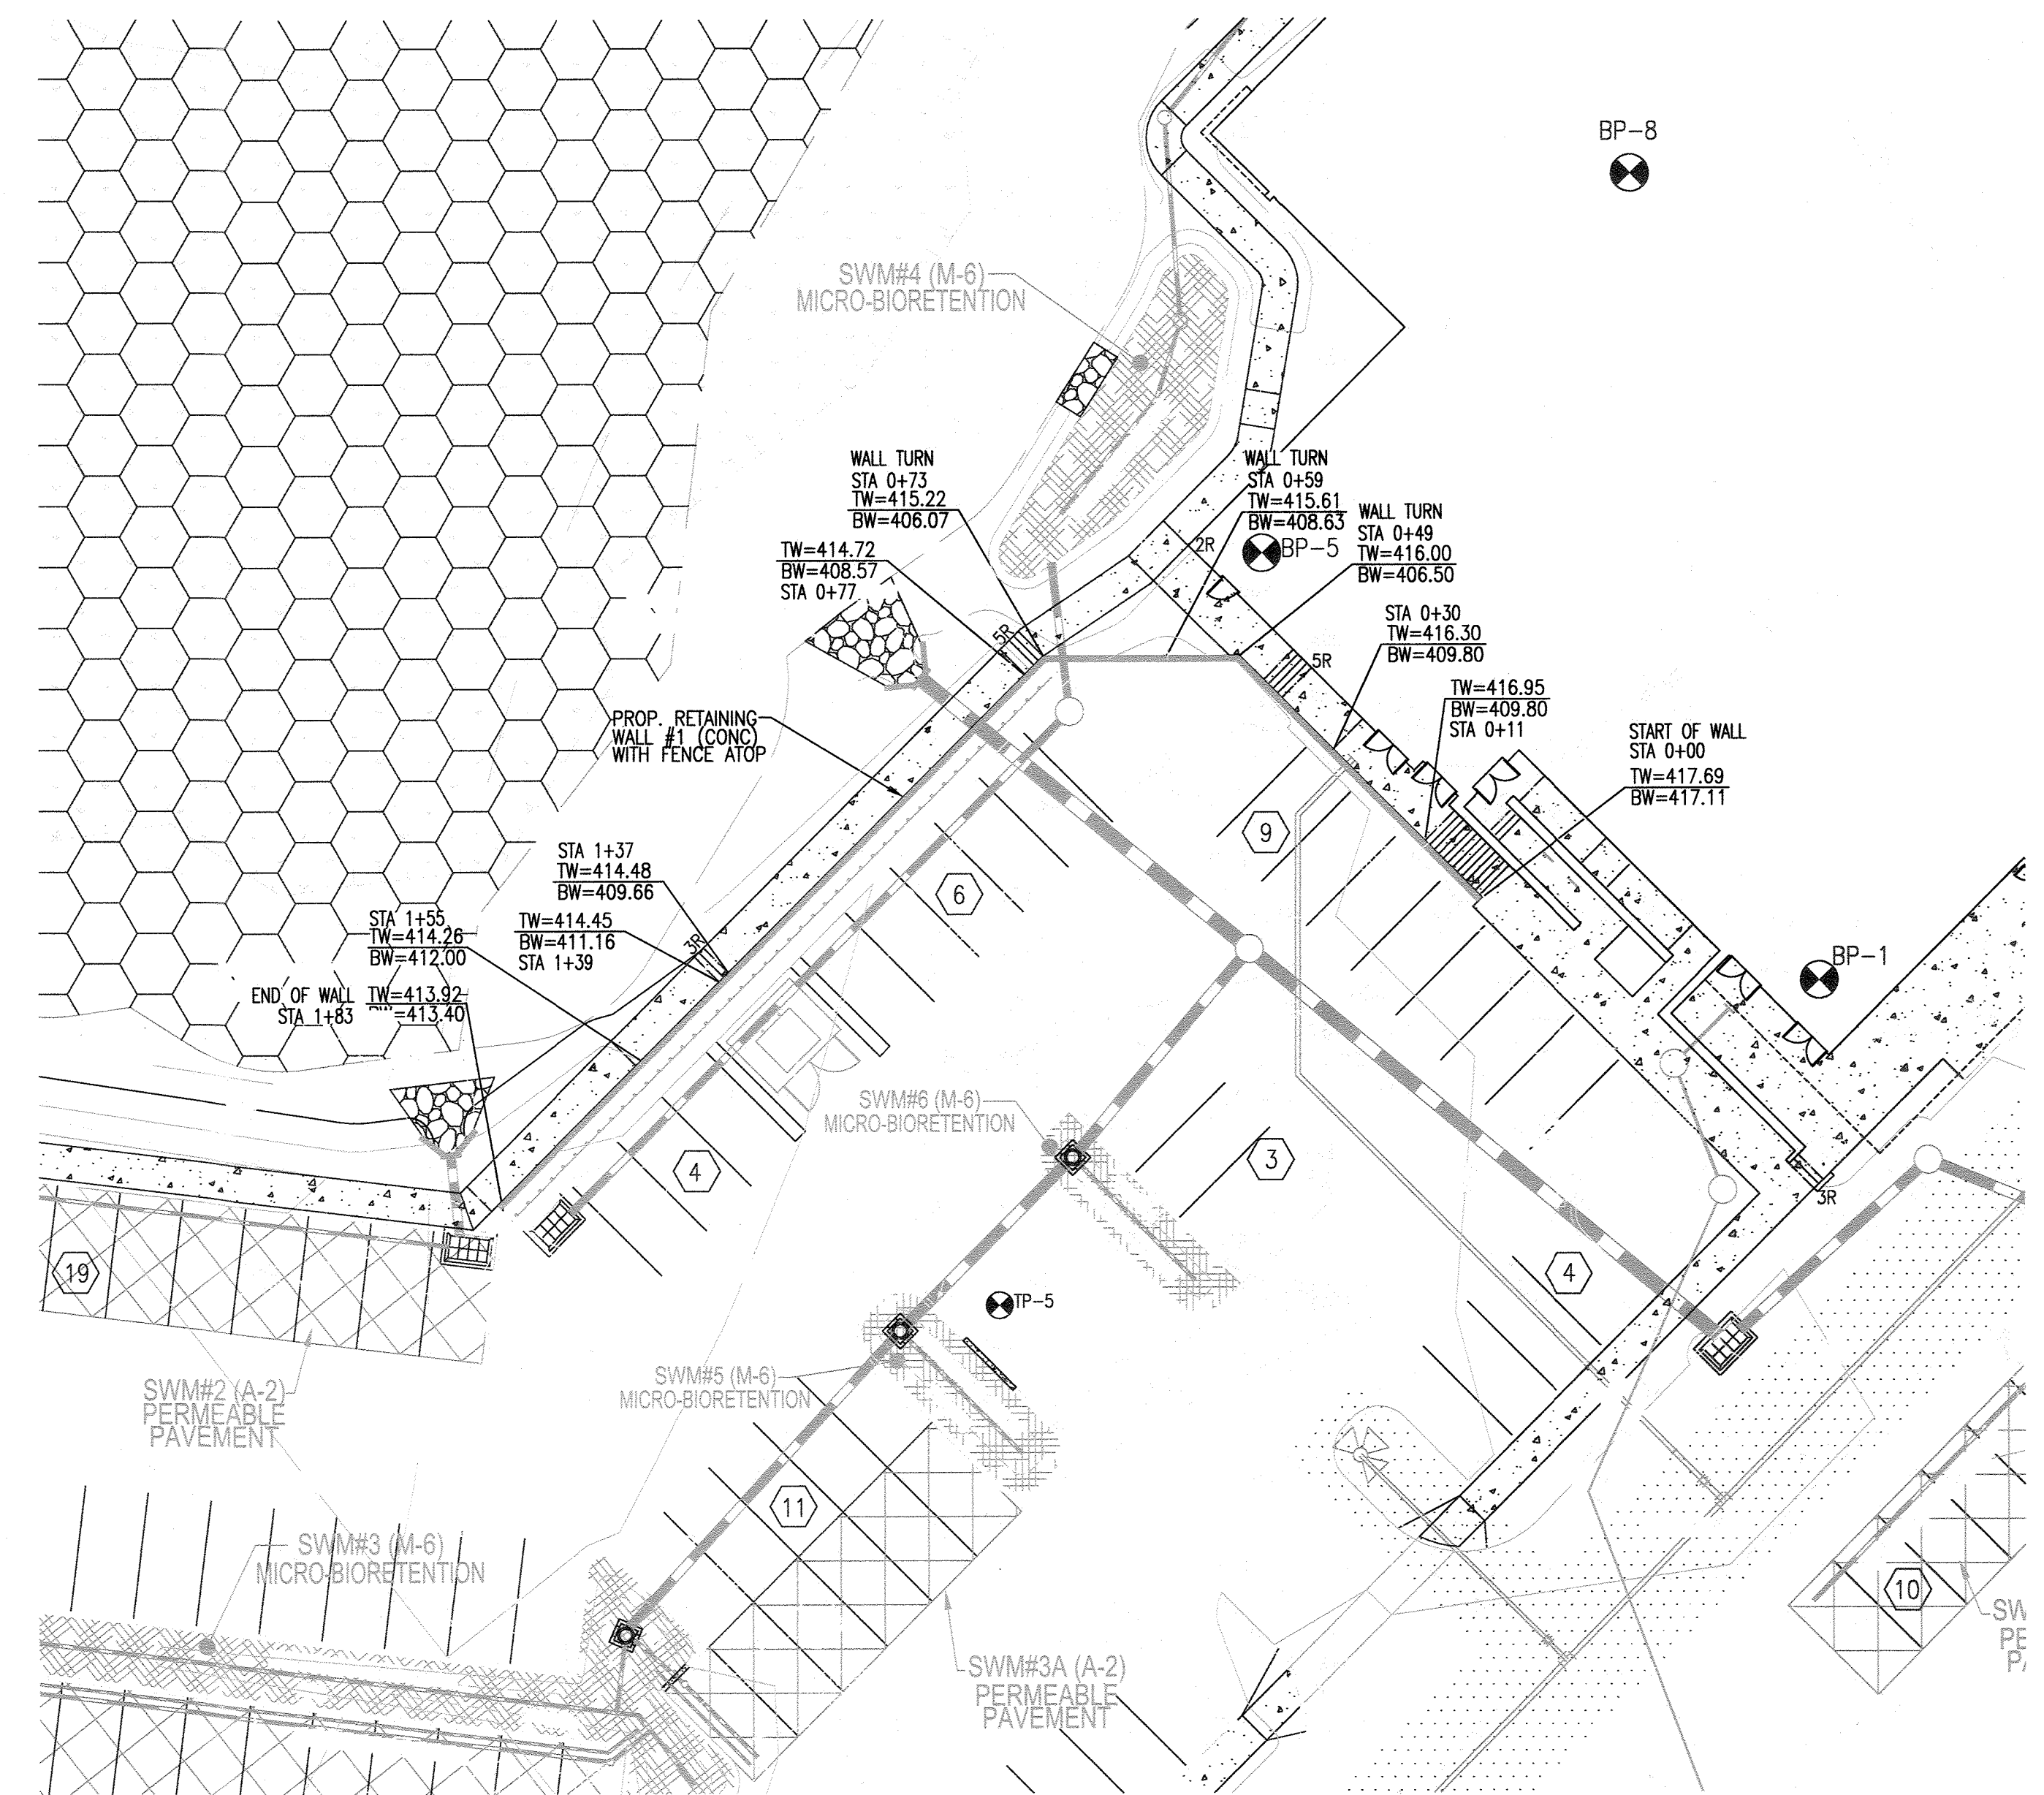 BP-8
SWM#4 (M-6)
MICRO-BIORETENTION
WALL TURN
STA 0+73
TW=415.22
BW=406.07
WALL TURN
STA 0+59
TW=415.61
BW=408.63
WALL TURN
STA 0+49
TW=416.00
BW=406.50
2R
BP-5
TW=414.72
BW=408.57
STA 0+77
STA 0+30
TW=416.30
BW=409.80
5R
5R
TW=416.95
BW=409.80
STA 0+11
PROP. RETAINING
WALL #1 (CONC)
WITH FENCE ATOP
START OF WALL
STA 0+00
TW=417.69
BW=417.11
9
STA 1+37
TW=414.48
BW=409.66
6
STA 1+55
TW=414.26
BW=412.00
TW=414.45
BW=411.16
STA 1+39
3R
BP-1
END OF WALL
STA 1+83
TW=413.92
=413.40
SWM#6 (M-6)
MICRO-BIORETENTION
4
3
3R
19
4
TP-5
SWM#2 (A-2)
PERMEABLE
PAVEMENT
SWM#5 (M-6)
MICRO-BIORETENTION
11
SWM#3 (M-6)
MICRO-BIORETENTION
10
SWM#3A (A-2)
PERMEABLE
PAVEMENT
SW
PE